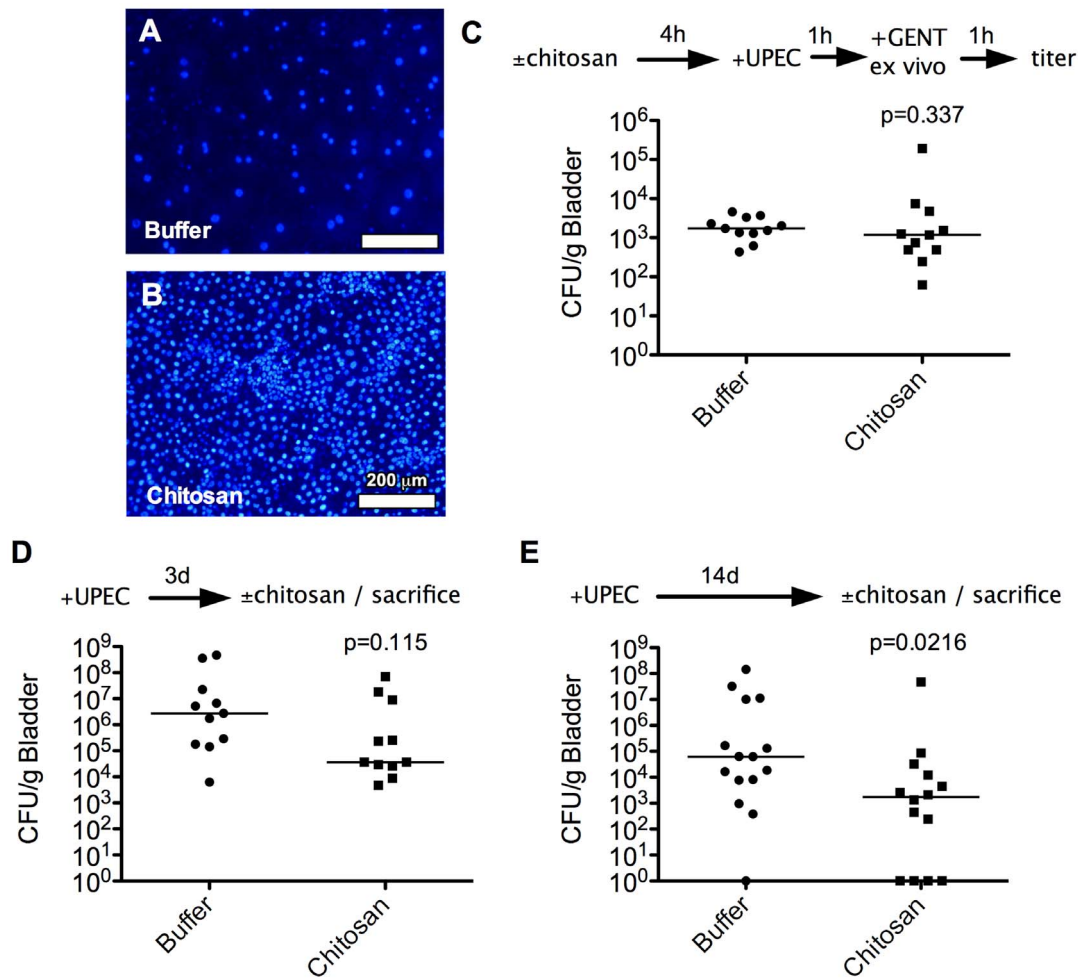 A
Buffer
B
Chitosan
200 μm
C
±chitosan 4h +UPEC 1h +GENT ex vivo 1h titer
p=0.337
CFU/g Bladder
10⁶
10⁵
10⁴
10³
10²
10¹
10⁰
Buffer
Chitosan
D
+UPEC 3d ±chitosan / sacrifice
p=0.115
CFU/g Bladder
10⁹
10⁸
10⁷
10⁶
10⁵
10⁴
10³
10²
10¹
10⁰
Buffer
Chitosan
E
+UPEC 14d ±chitosan / sacrifice
p=0.0216
CFU/g Bladder
10⁹
10⁸
10⁷
10⁶
10⁵
10⁴
10³
10²
10¹
10⁰
Buffer
Chitosan